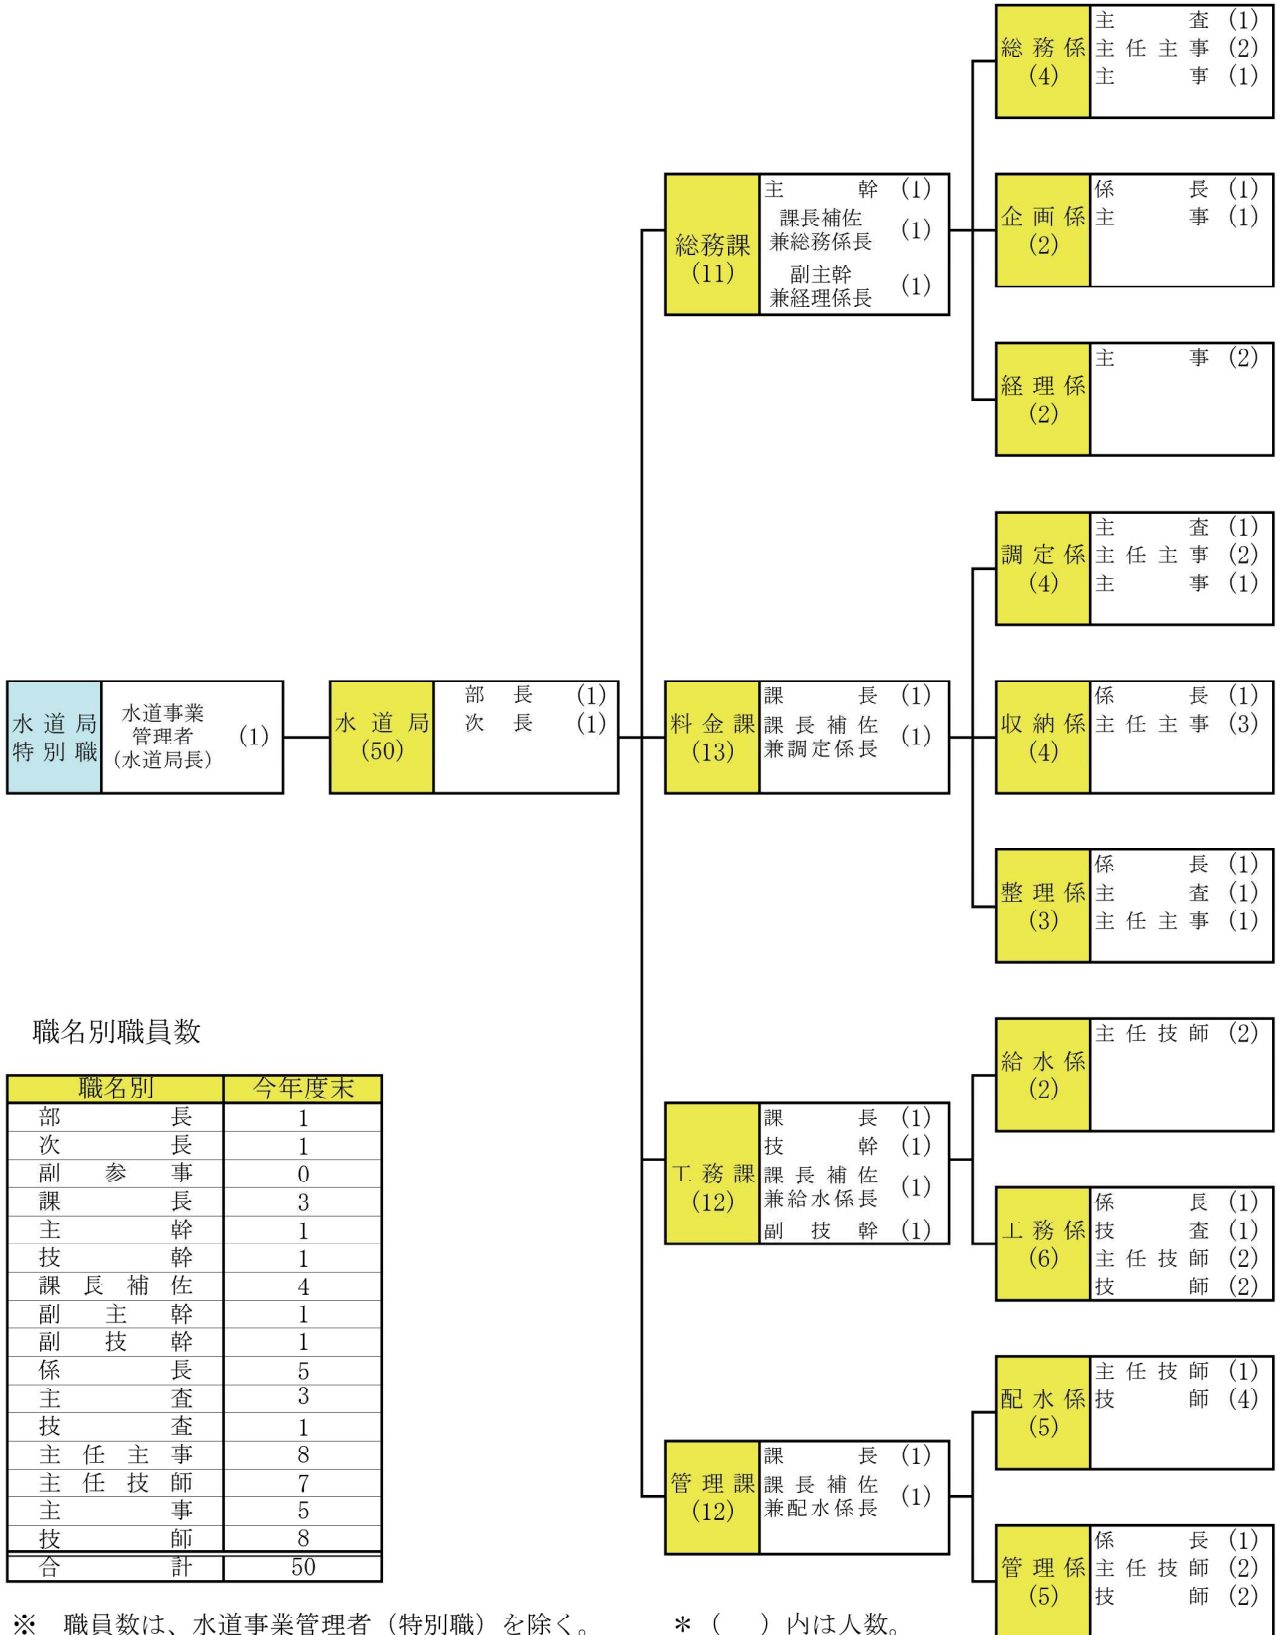 水道局
特別職
水道事業
管理者
(水道局長)
(1)
水道局
(50)
部長 (1)
次長 (1)
総務課
(11)
主幹 (1)
課長補佐
兼総務係長 (1)
副主幹
兼経理係長 (1)
総務係
(4)
主査 (1)
主任主事 (2)
主事 (1)
企画係
(2)
係長 (1)
主事 (1)
経理係
(2)
主事 (2)
料金課
(13)
課長 (1)
課長補佐
兼調定係長 (1)
調定係
(4)
主査 (1)
主任主事 (2)
主事 (1)
収納係
(4)
係長 (1)
主任主事 (3)
整理係
(3)
係長 (1)
主査 (1)
主任主事 (1)
工務課
(12)
課長 (1)
技幹 (1)
課長補佐
兼給水係長 (1)
副技幹 (1)
給水係
(2)
主任技師 (2)
工務係
(6)
係長 (1)
技査 (1)
主任技師 (2)
技師 (2)
管理課
(12)
課長 (1)
課長補佐
兼配水係長 (1)
配水係
(5)
主任技師 (1)
技師 (4)
管理係
(5)
係長 (1)
主任技師 (2)
技師 (2)
職名別職員数
職名別 今年度末
部長 1
次長 1
副参事 0
課長 3
主幹 1
技幹 1
課長補佐 4
副主幹 1
副技幹 1
係長 5
主査 3
技査 1
主任主事 8
主任技師 7
主事 5
技師 8
合計 50
※ 職員数は、水道事業管理者（特別職）を除く。
＊（ ）内は人数。